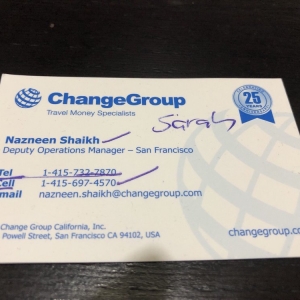 ChangeGroup
Travel Money Specialists
25
YEARS
Sarah
Nazneen Shaikh
Deputy Operations Manager – San Francisco
Tel 1-415-732-7870
Cell 1-415-697-4570
email nazneen.shaikh@changegroup.com
Change Group California, Inc.
Powell Street, San Francisco CA 94102, USA
changegroup.co